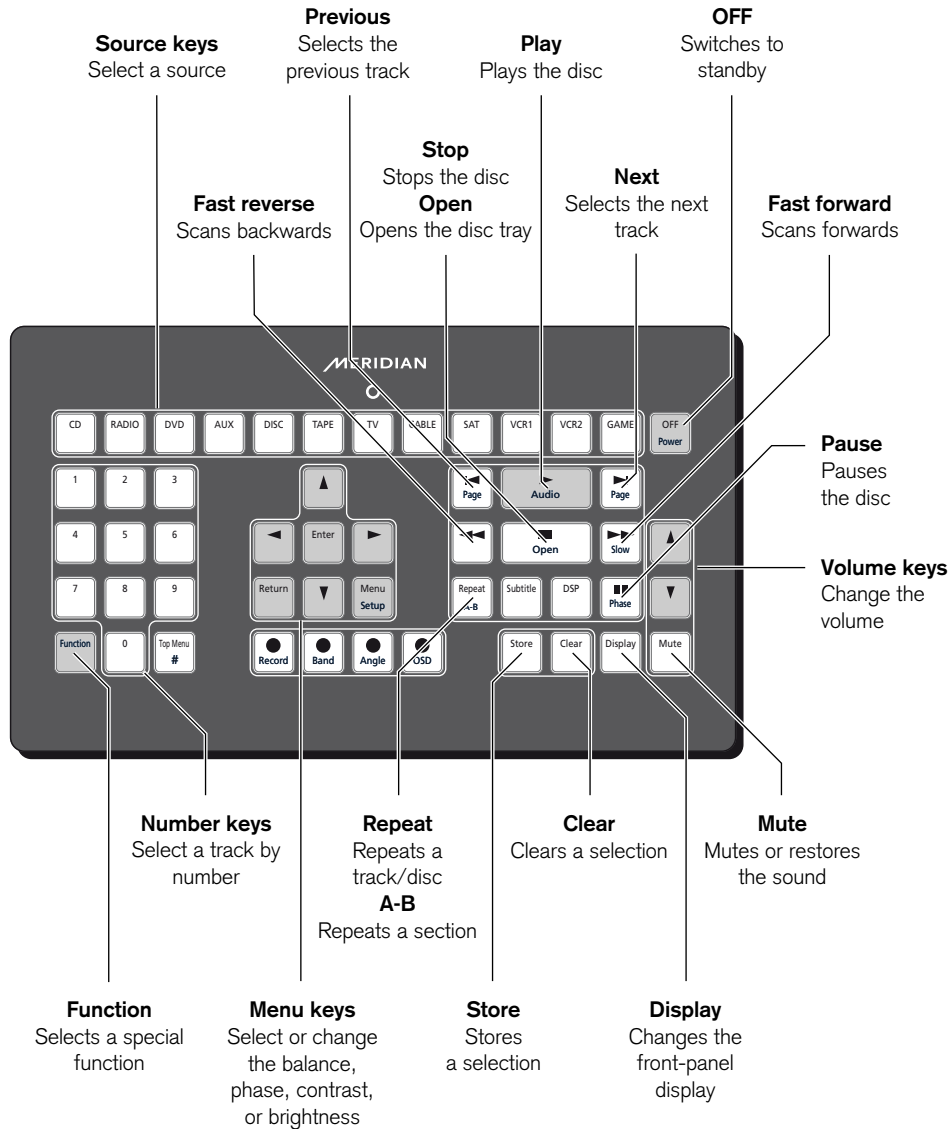 Previous
Selects the
previous track
OFF
Switches to
standby
Source keys
Select a source
Play
Plays the disc
Stop
Stops the disc
Open
Opens the disc tray
Next
Selects the next
track
Fast reverse
Scans backwards
Fast forward
Scans forwards
MERIDIAN
CD RADIO DVD AUX DISC TAPE TV CABLE SAT VCR1 VCR2 GAME OFF
Power
1 2 3
Page Audio Page
Pause
Pauses
the disc
4 5 6 Enter
Open Slow
Volume keys
Change the
volume
7 8 9 Return Menu Repeat Subtitle DSP
Setup A-B Phase
Function 0 Top Menu Store Clear Display Mute
# Record Band Angle OSD
Number keys
Select a track by
number
Repeat
Repeats a
track/disc
A-B
Repeats a section
Clear
Clears a selection
Mute
Mutes or restores
the sound
Function
Selects a special
function
Menu keys
Select or change
the balance,
phase, contrast,
or brightness
Store
Stores
a selection
Display
Changes the
front-panel
display